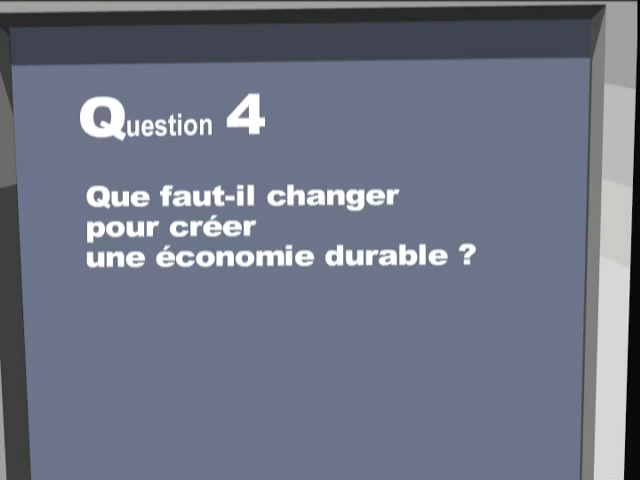 Question 4
Que faut-il changer
pour créer
une économie durable ?